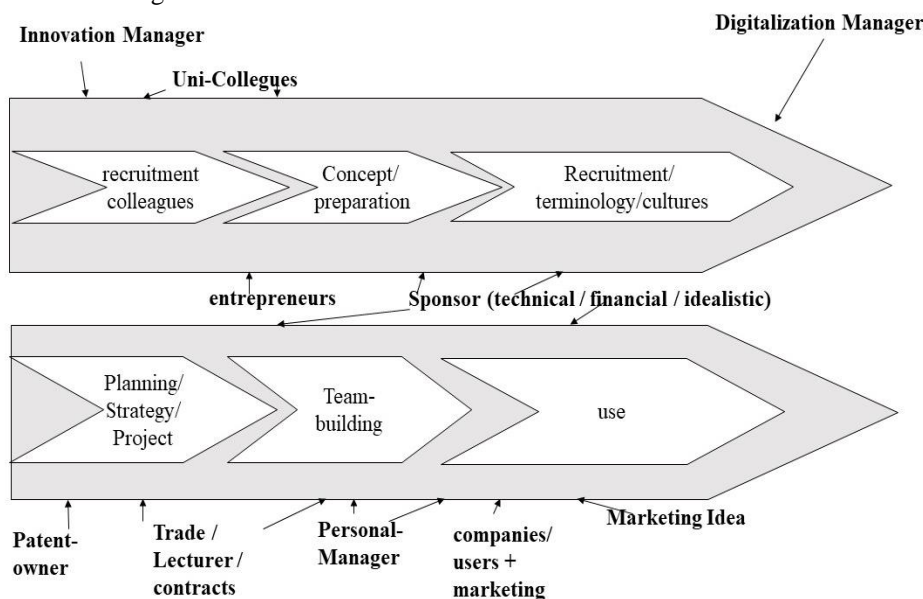 Innovation Manager
Digitalization Manager
Uni-Collegues
recruitment
colleagues
Concept/
preparation
Recruitment/
terminology/cultures
entrepreneurs
Sponsor (technical / financial / idealistic)
Planning/
Strategy/
Project
Team-
building
use
Patent-
owner
Trade /
Lecturer /
contracts
Personal-
Manager
companies/
users +
marketing
Marketing Idea